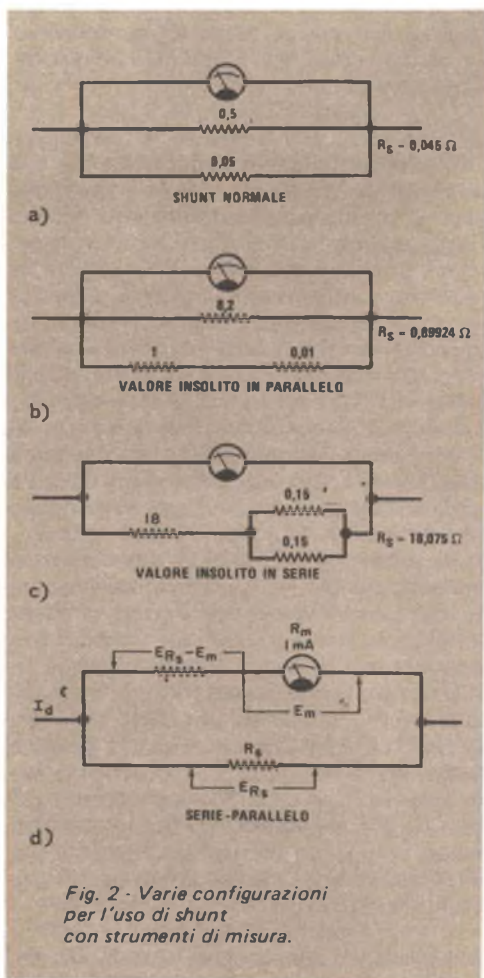 0,5
0,05
R_S - 0,045 Ω
SHUNT NORMALE
a)
8,2
R_S - 0,89924 Ω
1 0,01
VALORE INSOLITO IN PARALLELO
b)
0,15
18
0,15
R_S - 18,075 Ω
VALORE INSOLITO IN SERIE
c)
R_m
E_RS - E_m 1 mA
I_d
E_m
R_s
E_RS
SERIE-PARALLELO
d)
Fig. 2 - Varie configurazioni
per l'uso di shunt
con strumenti di misura.